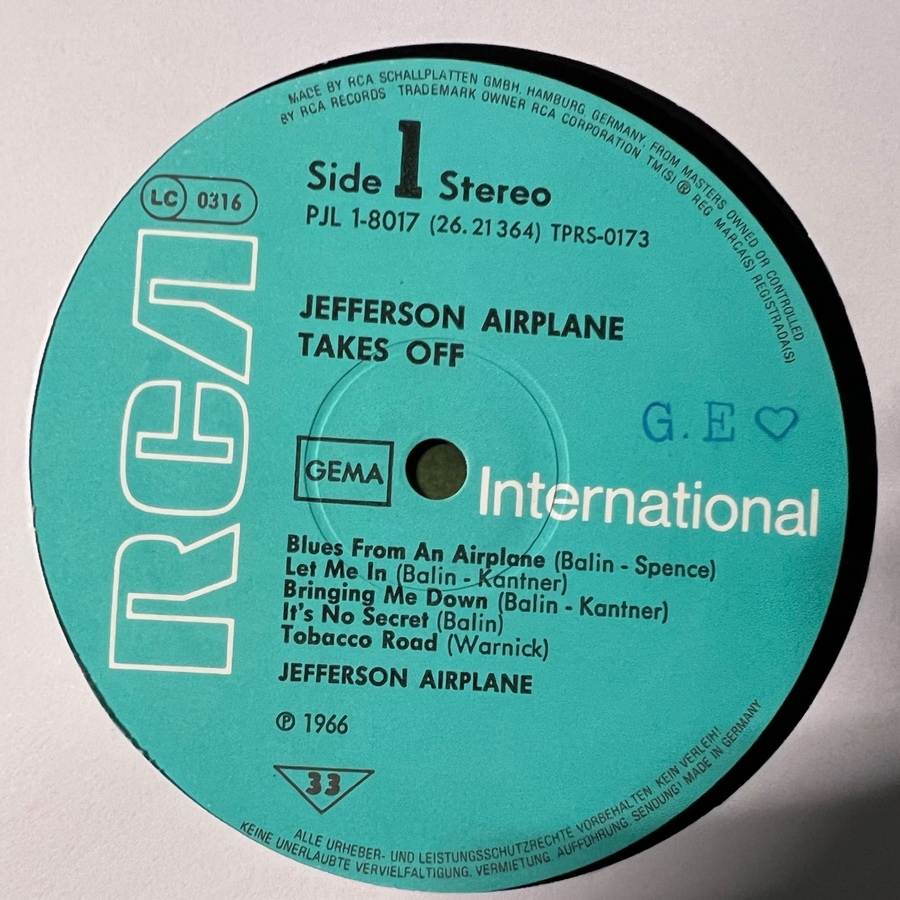 MADE BY RCA SCHALLPLATTEN GMBH, HAMBURG, GERMANY, FROM MASTERS OWNED OR CONTROLLED
BY RCA RECORDS TRADEMARK OWNER RCA CORPORATION TM(S) ® REG MARCA(S) REGISTRADA(S)
Side 1 Stereo
LC 0316
PJL 1-8017 (26.21364) TPRS-0173
RCA
JEFFERSON AIRPLANE
TAKES OFF
G.E ♡
GEMA
International
Blues From An Airplane (Balin - Spence)
Let Me In (Balin - Kantner)
Bringing Me Down (Balin - Kantner)
It's No Secret (Balin)
Tobacco Road (Warnick)
JEFFERSON AIRPLANE
℗ 1966
33
ALLE URHEBER- UND LEISTUNGSSCHUTZRECHTE VORBEHALTEN. KEIN VERLEIH!
KEINE UNERLAUBTE VERVIELFÄLTIGUNG, VERMIETUNG, AUFFÜHRUNG, SENDUNG! MADE IN GERMANY